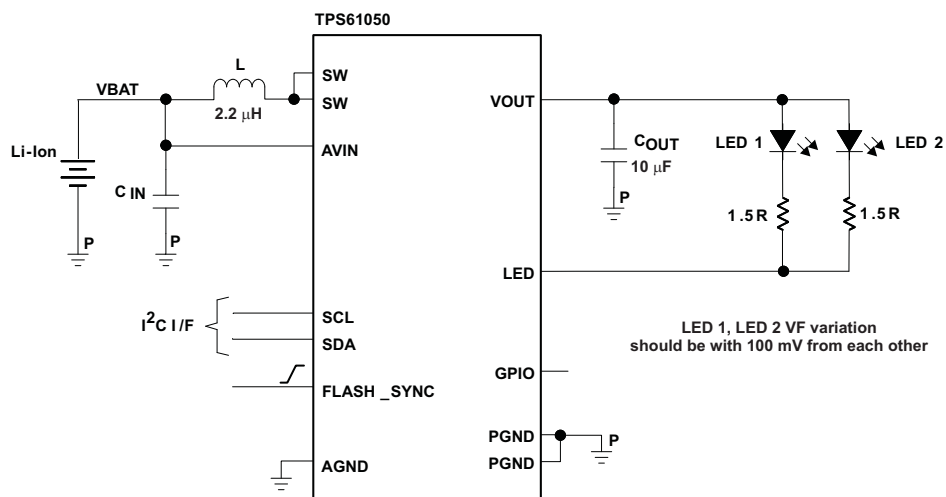 TPS61050
L
SW
VBAT
SW
VOUT
2.2 μH
LED 1
LED 2
Li-Ion
AVIN
COUT
10 μF
C IN
P
1.5R
1.5R
P
P
LED
I²C I/F
SCL
SDA
LED 1, LED 2 VF variation
should be with 100 mV from each other
GPIO
FLASH _SYNC
PGND
P
AGND
PGND